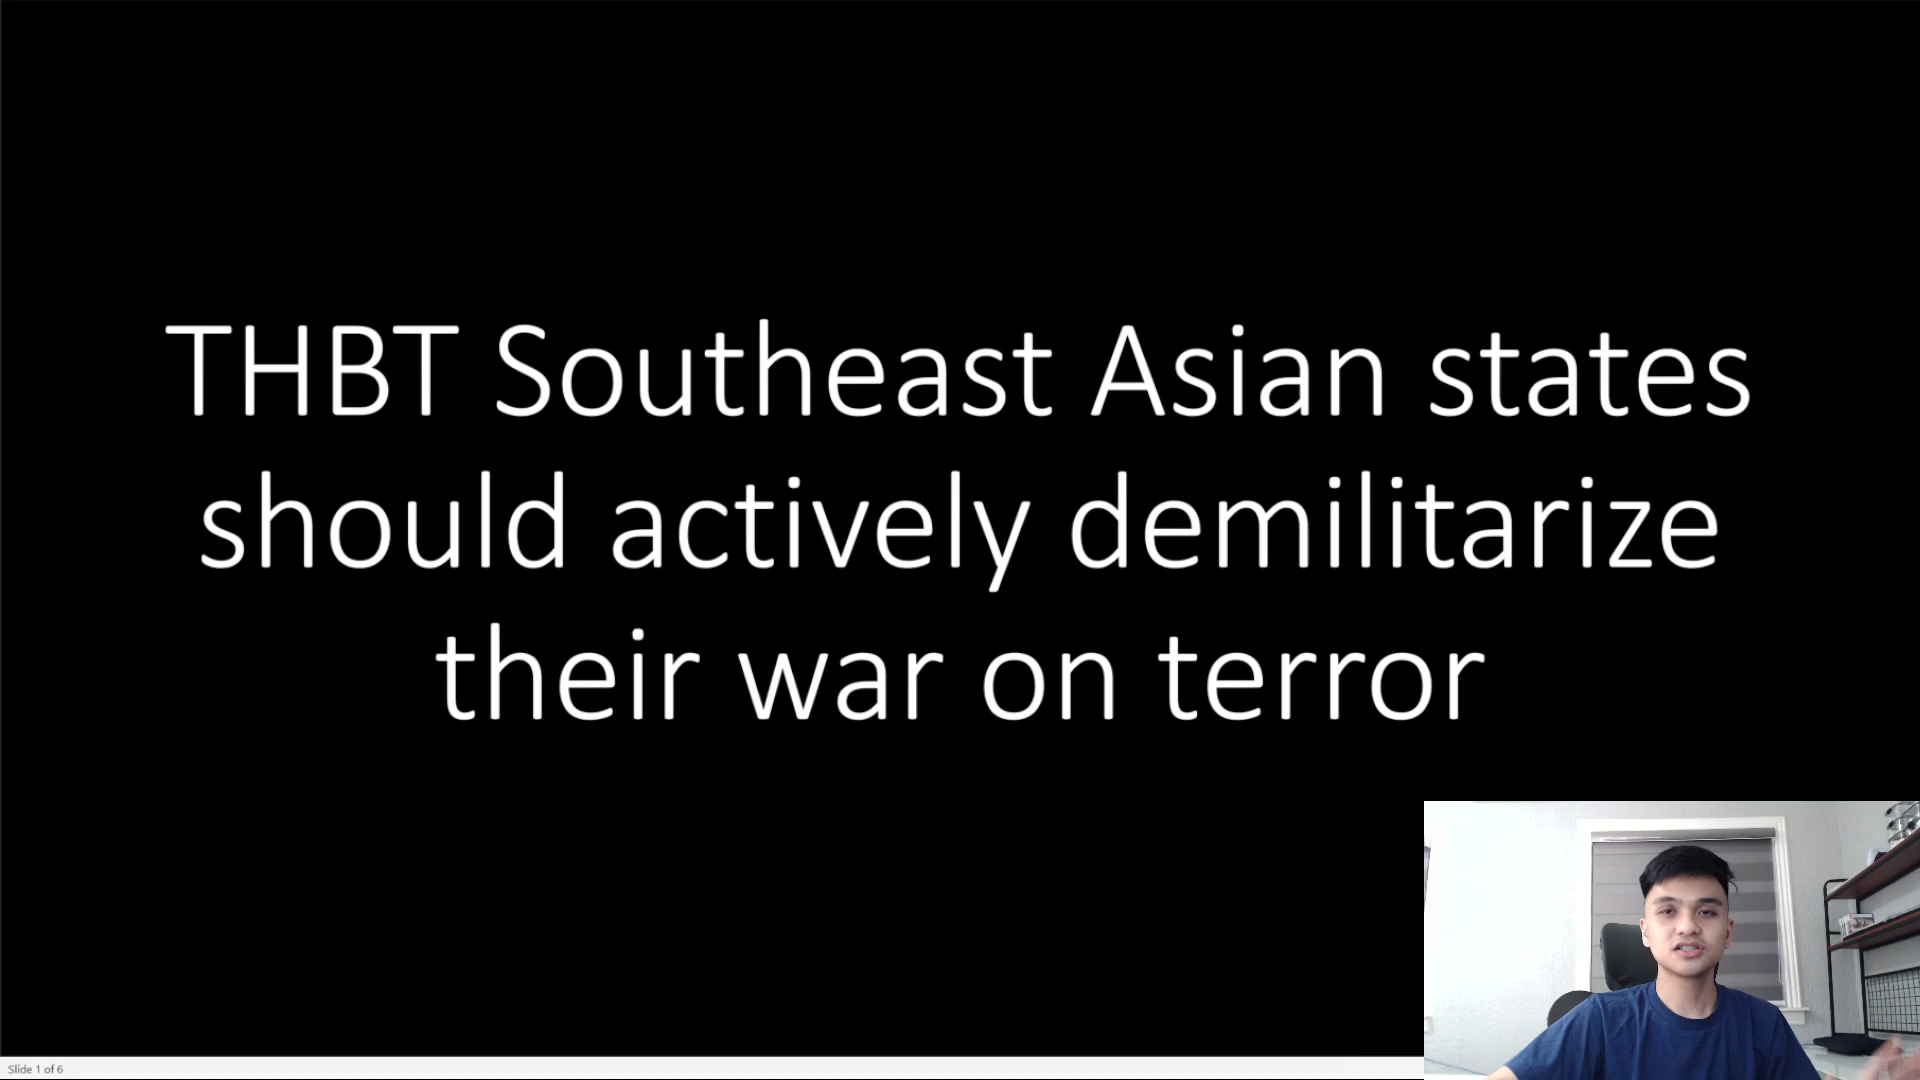 THBT Southeast Asian states
should actively demilitarize
their war on terror
Slide 1 of 6